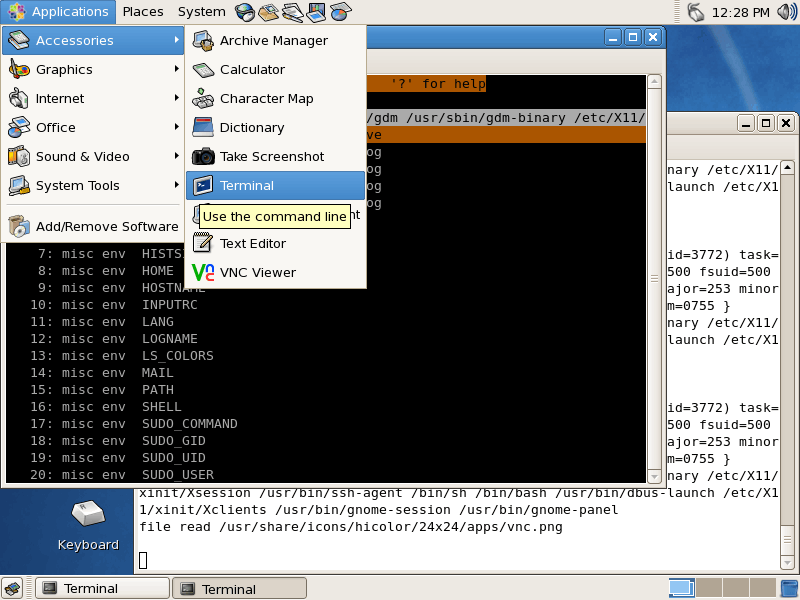 Applications Places System 12:28 PM
Accessories
Graphics
Internet
Office
Sound & Video
System Tools
Add/Remove Software
Archive Manager
Calculator
Character Map
Dictionary
Take Screenshot
Terminal
Use the command line
Text Editor
VNC Viewer
'?' for help
/gdm /usr/sbin/gdm-binary /etc/X11/
ve
og
og
og
og
7: misc env HISTS
8: misc env HOME
9: misc env HOSTNAME
10: misc env INPUTRC
11: misc env LANG
12: misc env LOGNAME
13: misc env LS_COLORS
14: misc env MAIL
15: misc env PATH
16: misc env SHELL
17: misc env SUDO_COMMAND
18: misc env SUDO_GID
19: misc env SUDO_UID
20: misc env SUDO_USER
nary /etc/X11/
launch /etc/X1
id=3772) task=
500 fsuid=500
ajor=253 minor
m=0755 }
nary /etc/X11/
launch /etc/X1
id=3772) task=
500 fsuid=500
ajor=253 minor
m=0755 }
nary /etc/X11/
xinit/Xsession /usr/bin/ssh-agent /bin/sh /bin/bash /usr/bin/dbus-launch /etc/X1
1/xinit/Xclients /usr/bin/gnome-session /usr/bin/gnome-panel
file read /usr/share/icons/hicolor/24x24/apps/vnc.png
Keyboard
Terminal
Terminal